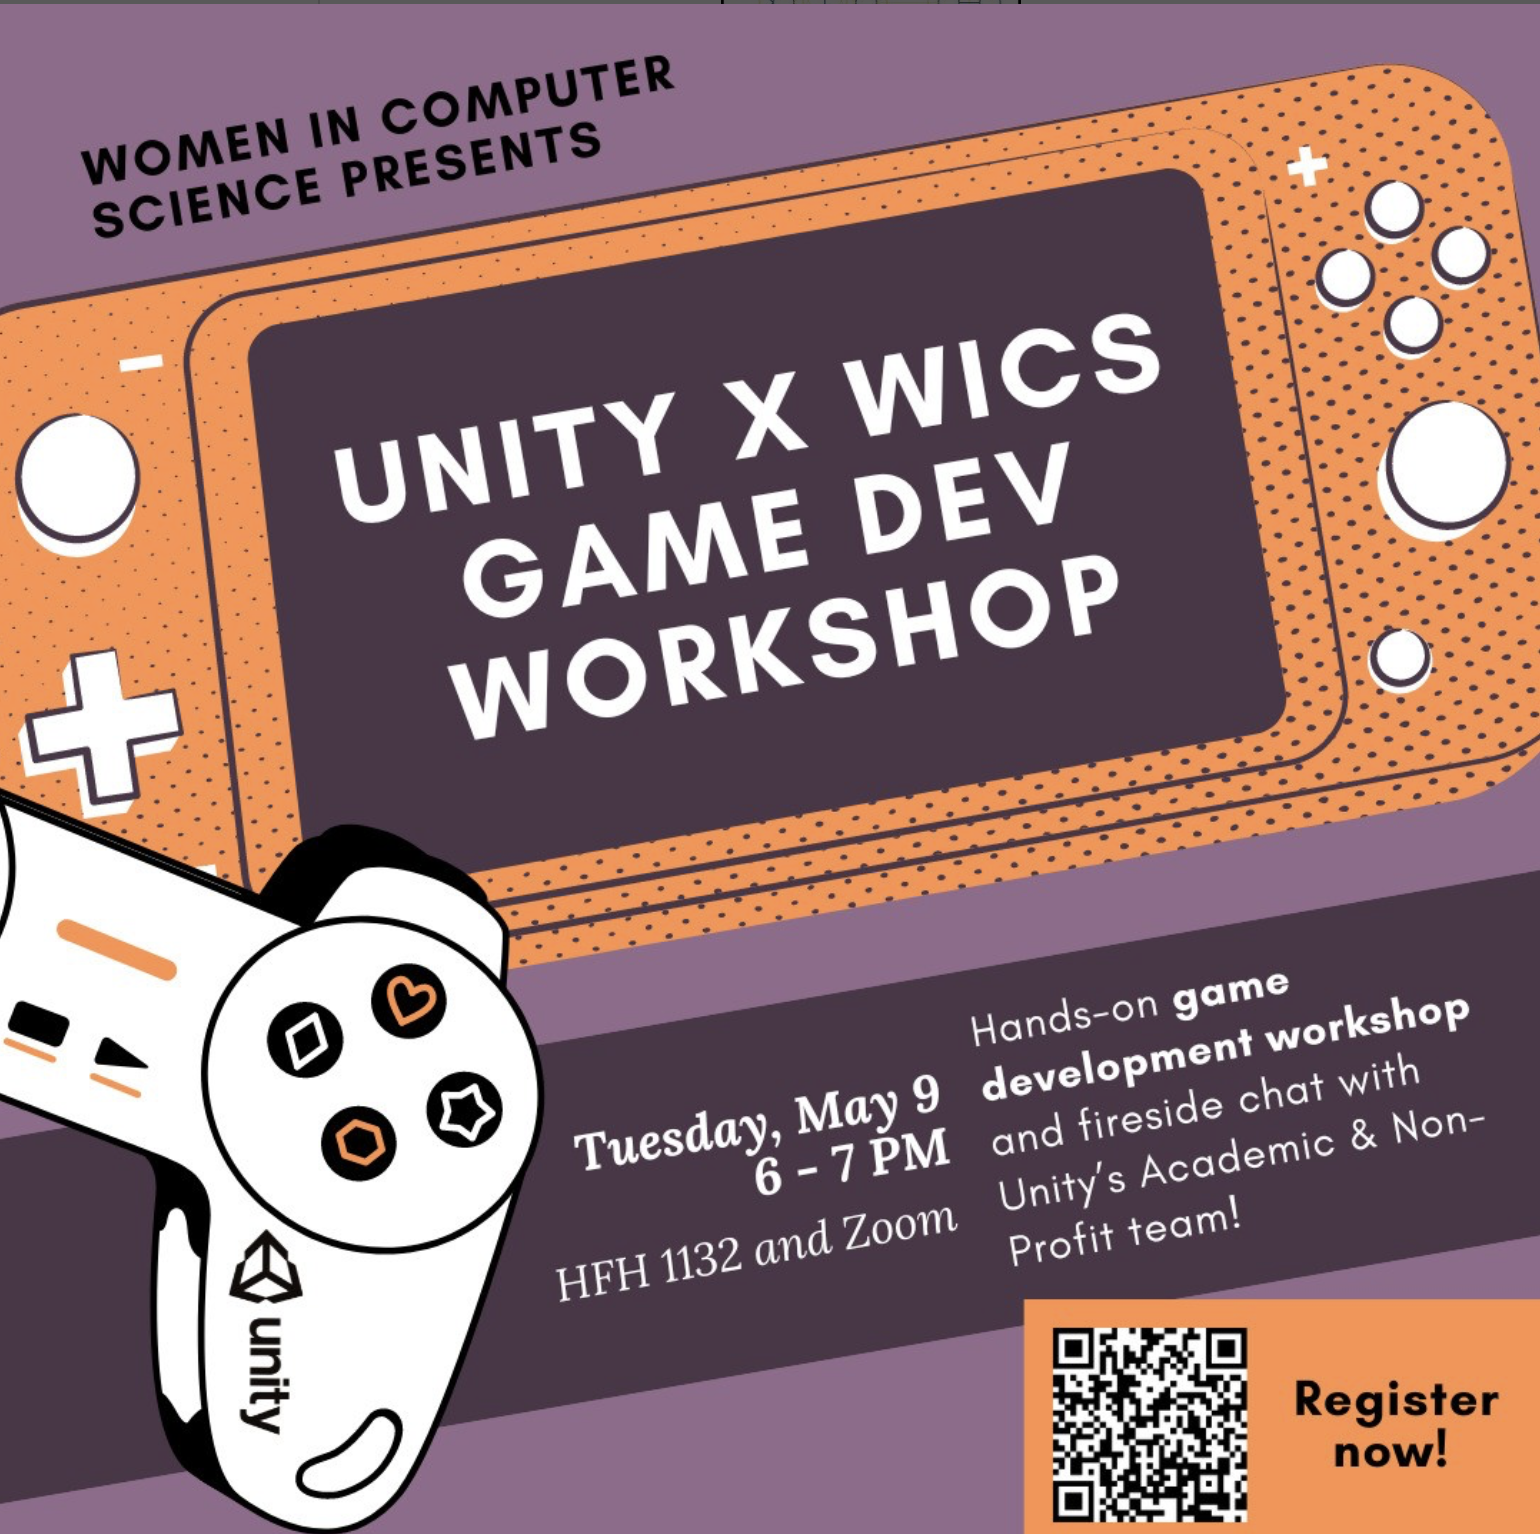 WOMEN IN COMPUTER
SCIENCE PRESENTS
UNITY X WICS
GAME DEV
WORKSHOP
Tuesday, May 9
6 - 7 PM
HFH 1132 and Zoom
Hands-on game
development workshop
and fireside chat with
Unity's Academic & Non-
Profit team!
unity
Register
now!